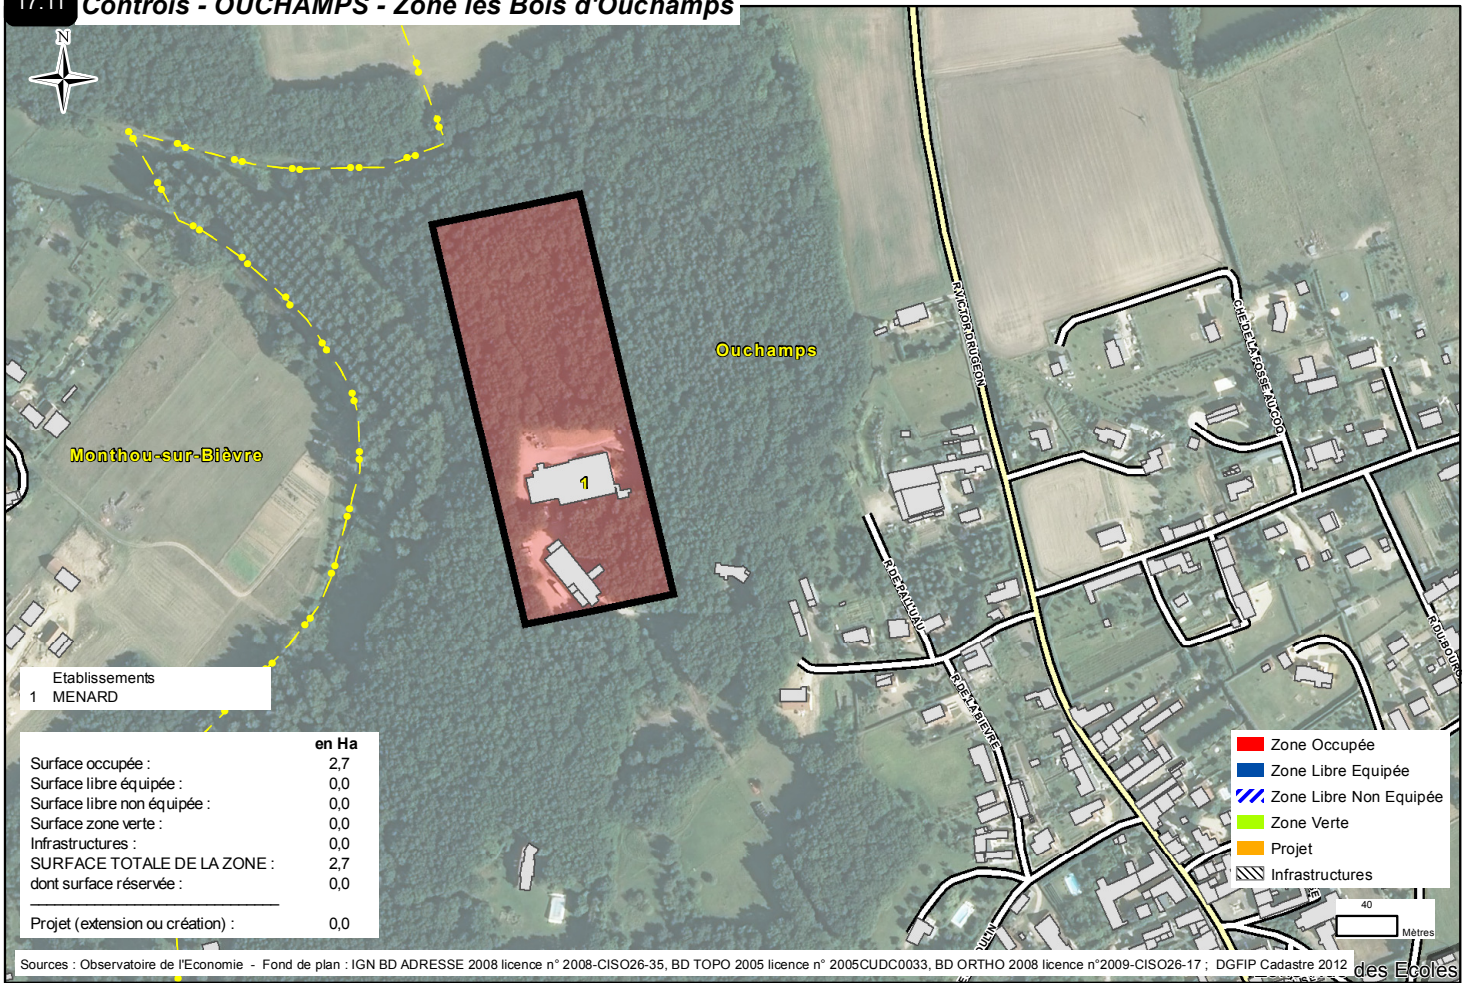 17.11 Controis - OUCHAMPS - Zone les Bois d'Ouchamps
N
R VICTOR DRUGEON
CHE DE LA FOSSE AU COQ
Ouchamps
Monthou-sur-Bièvre
1
R DE PALLUAU
R DU BOURG
R DE LA BIEVRE
Etablissements
1 MENARD
en Ha
Surface occupée : 2,7
Surface libre équipée : 0,0
Surface libre non équipée : 0,0
Surface zone verte : 0,0
Infrastructures : 0,0
SURFACE TOTALE DE LA ZONE : 2,7
dont surface réservée : 0,0
Projet (extension ou création) : 0,0
Zone Occupée
Zone Libre Equipée
Zone Libre Non Equipée
Zone Verte
Projet
Infrastructures
40
Mètres
Sources : Observatoire de l'Economie - Fond de plan : IGN BD ADRESSE 2008 licence n° 2008-CISO26-35, BD TOPO 2005 licence n° 2005CUDC0033, BD ORTHO 2008 licence n°2009-CISO26-17 ; DGFIP Cadastre 2012
des Ecoles